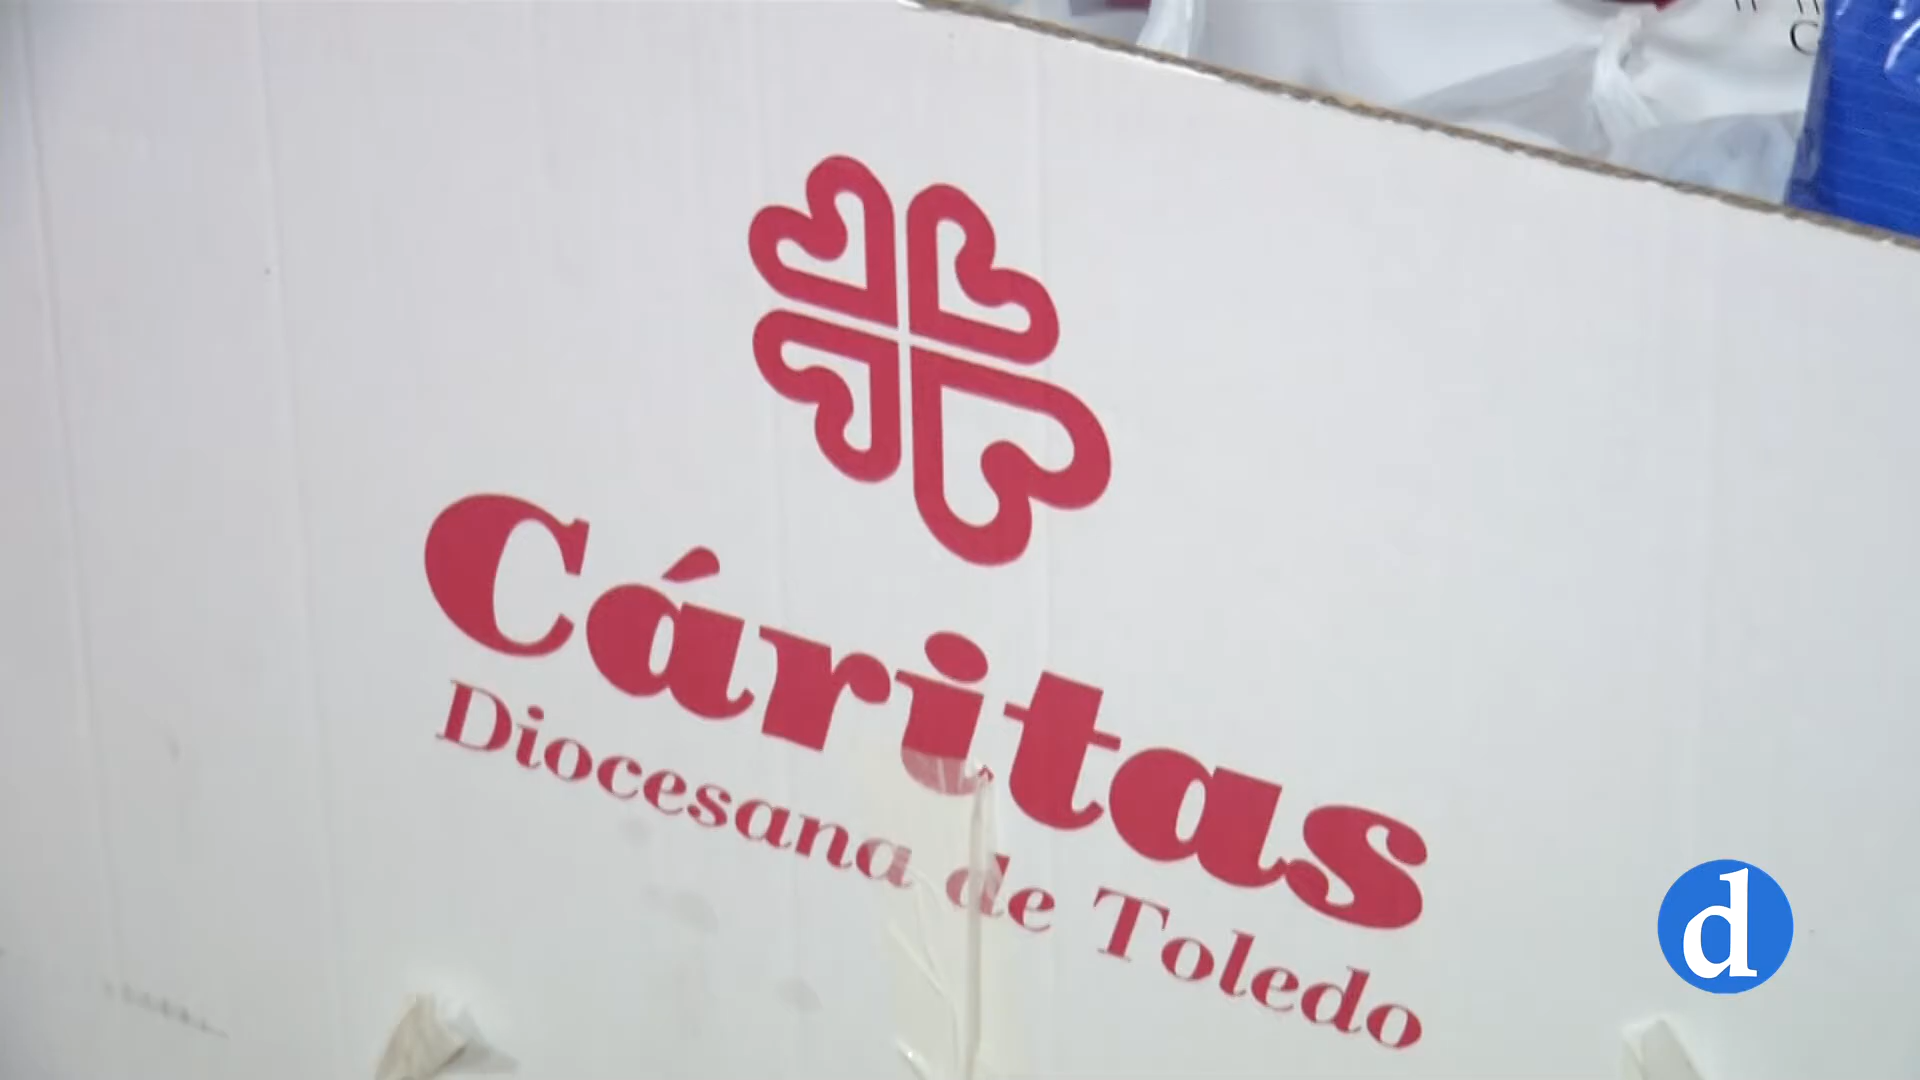 Cáritas
Diocesana de Toledo
d